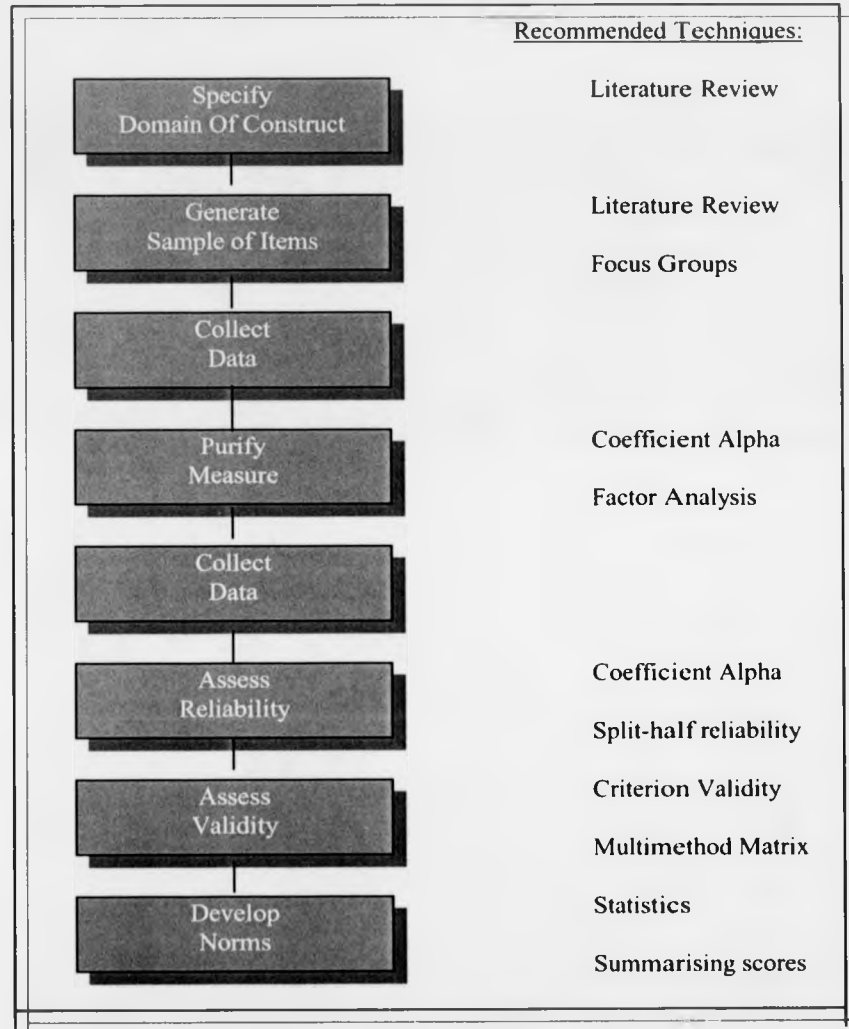 Recommended Techniques:
Specify
Domain Of Construct
Literature Review
Generate
Sample of Items
Literature Review
Focus Groups
Collect
Data
Purify
Measure
Coefficient Alpha
Factor Analysis
Collect
Data
Assess
Reliability
Coefficient Alpha
Split-half reliability
Assess
Validity
Criterion Validity
Multimethod Matrix
Develop
Norms
Statistics
Summarising scores